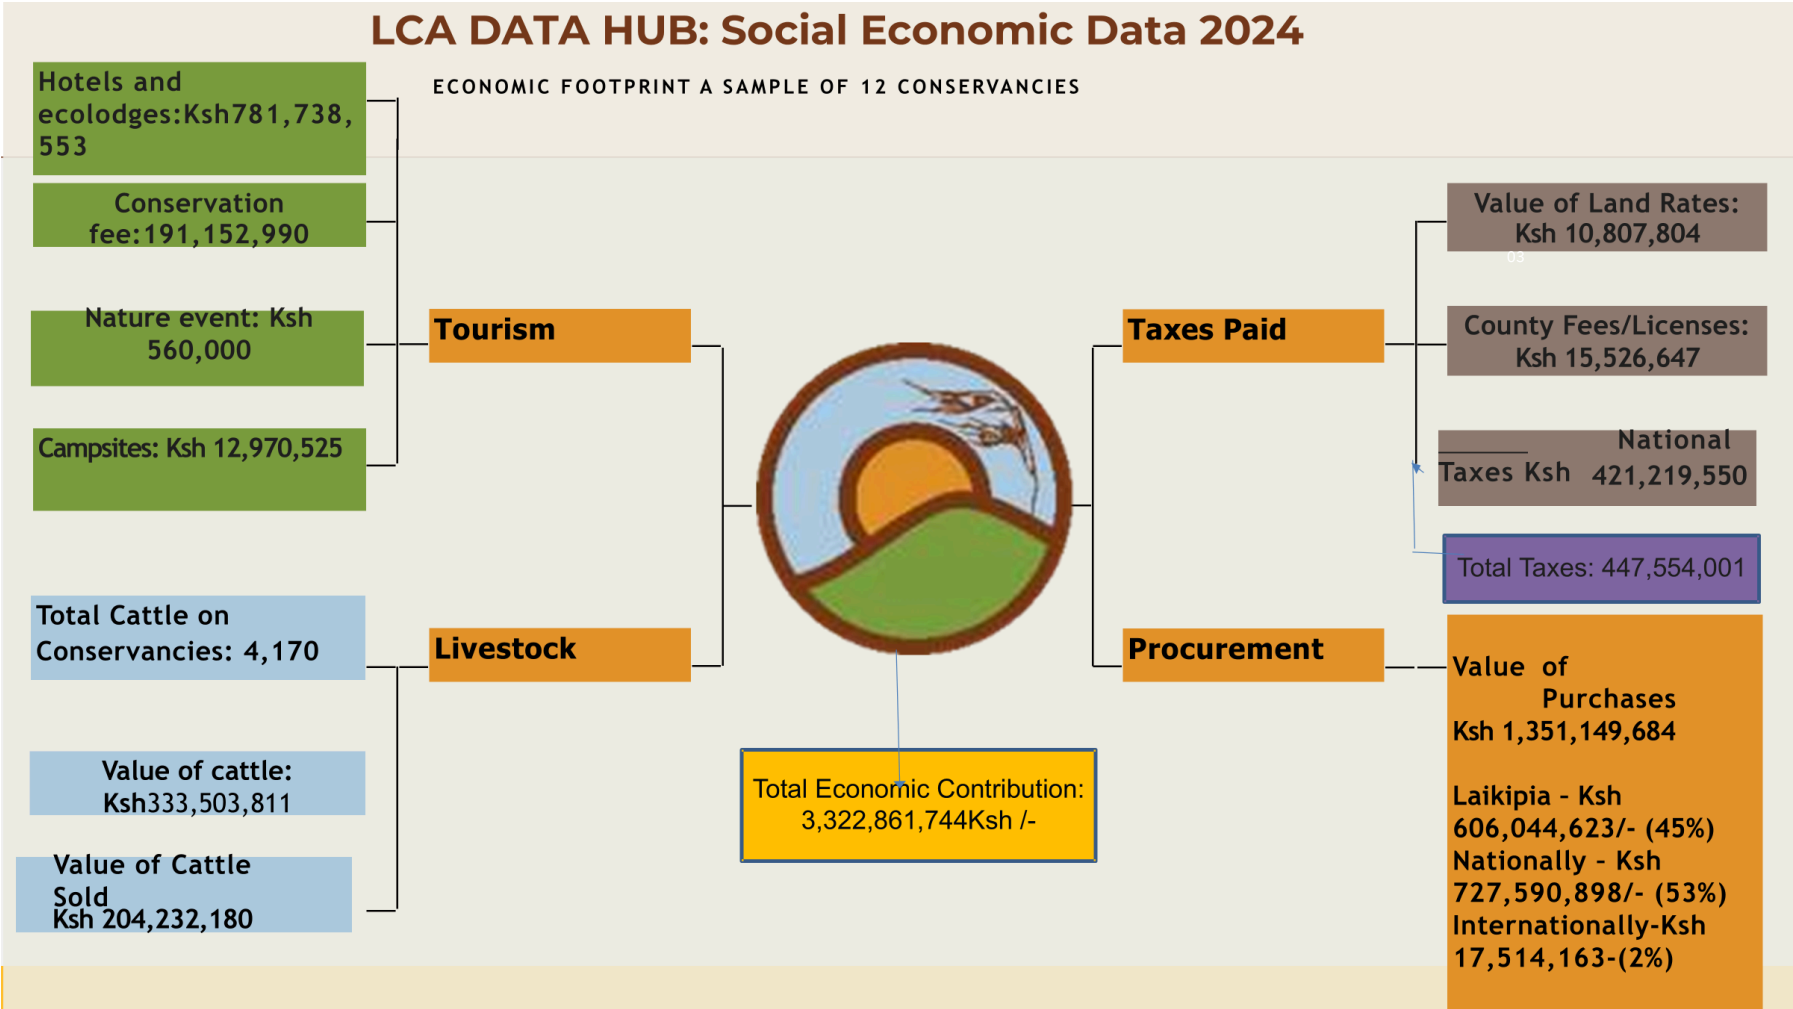 LCA DATA HUB: Social Economic Data 2024
ECONOMIC FOOTPRINT A SAMPLE OF 12 CONSERVANCIES
Hotels and
ecolodges:Ksh781,738,
553
Conservation
fee:191,152,990
Nature event: Ksh
560,000
Campsites: Ksh 12,970,525
Tourism
Total Cattle on
Conservancies: 4,170
Livestock
Value of cattle:
Ksh333,503,811
Value of Cattle
Sold
Ksh 204,232,180
Total Economic Contribution:
3,322,861,744Ksh /-
Taxes Paid
Value of Land Rates:
Ksh 10,807,804
03
County Fees/Licenses:
Ksh 15,526,647
National
Taxes Ksh 421,219,550
Total Taxes: 447,554,001
Procurement
Value of
Purchases
Ksh 1,351,149,684
Laikipia – Ksh
606,044,623/- (45%)
Nationally – Ksh
727,590,898/- (53%)
Internationally-Ksh
17,514,163-(2%)